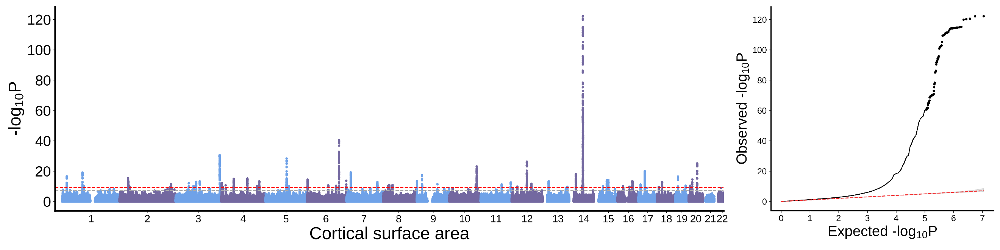 120
100
80
60
40
20
0
-log10P
1 2 3 4 5 6 7 8 9 10 11 12 13 14 15 16 17 18 19 20 21 22
Cortical surface area
120
100
80
60
40
20
0
Observed -log10P
0 1 2 3 4 5 6 7
Expected -log10P